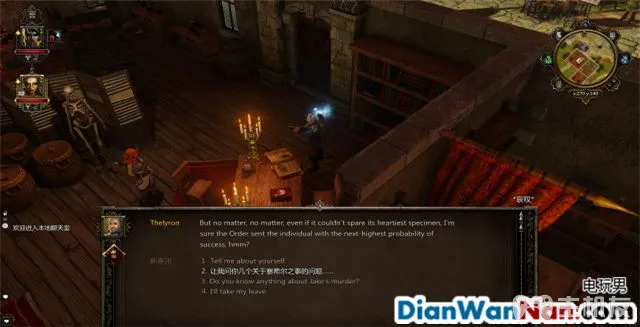 x:270 y:140
*哀叹*
欢迎进入本地聊天室
Thelyron
But no matter, no matter; even if it couldn't spare its heartiest specimen, I'm
sure the Order sent the individual with the next-highest probability of
success, hmm?
1. Tell me about yourself
2. 让我问你几个关于塞希尔之事的问题......
3. Do you know anything about Jake's murder?
4. I'll take my leave.
电玩男
DianWanNan.com